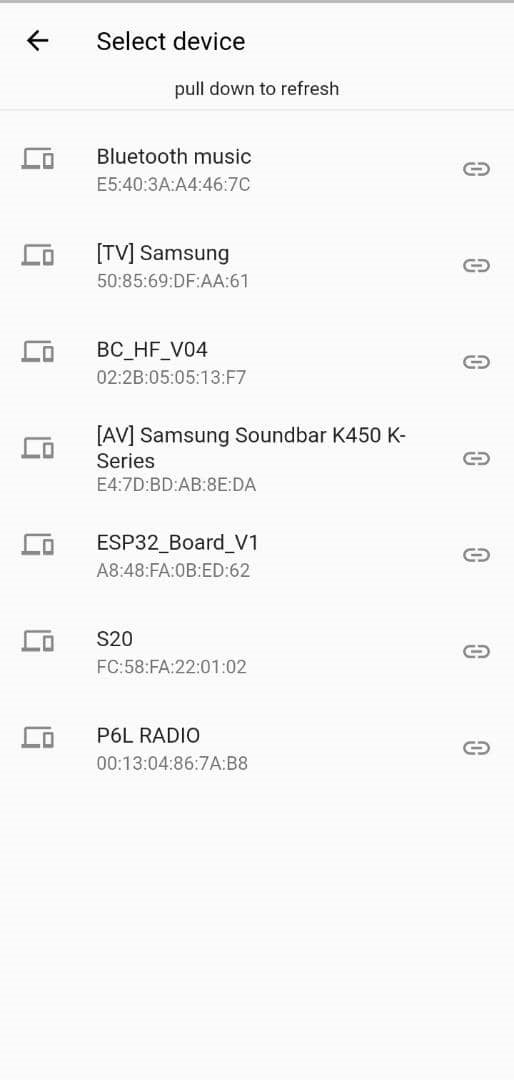 Select device
pull down to refresh
Bluetooth music
E5:40:3A:A4:46:7C
[TV] Samsung
50:85:69:DF:AA:61
BC_HF_V04
02:2B:05:05:13:F7
[AV] Samsung Soundbar K450 K-
Series
E4:7D:BD:AB:8E:DA
ESP32_Board_V1
A8:48:FA:0B:ED:62
S20
FC:58:FA:22:01:02
P6L RADIO
00:13:04:86:7A:B8